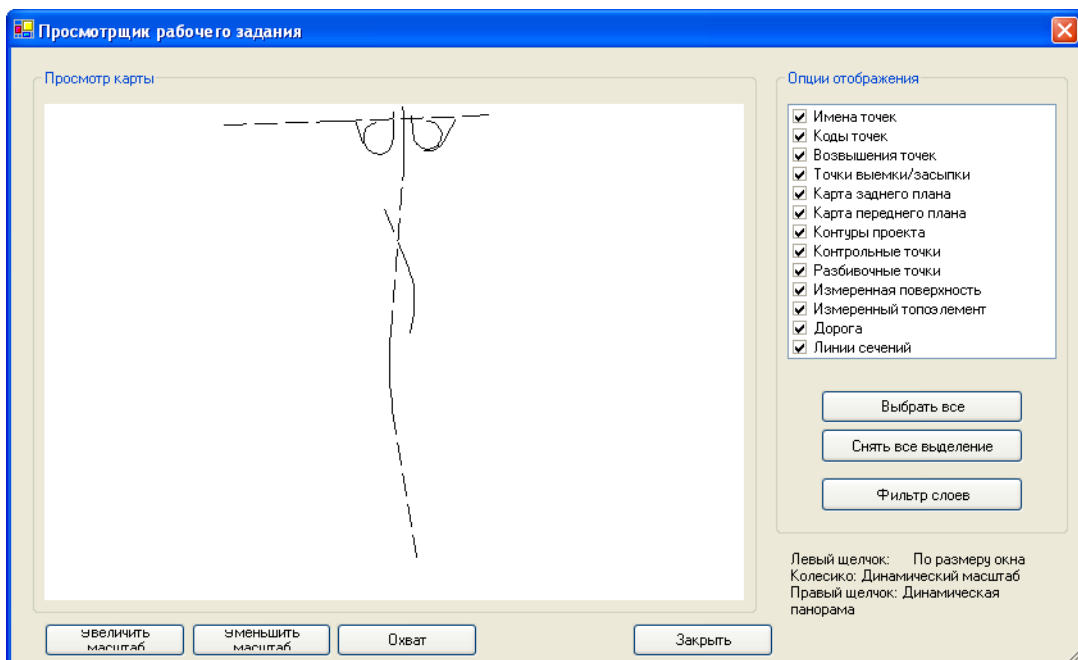 Просмотрщик рабочего задания
Просмотр карты
Опции отображения
Имена точек
Коды точек
Возвышения точек
Точки выемки/засыпки
Карта заднего плана
Карта переднего плана
Контуры проекта
Контрольные точки
Разбивочные точки
Измеренная поверхность
Измеренный топоэлемент
Дорога
Линии сечений
Выбрать все
Снять все выделение
Фильтр слоев
Левый щелчок: По размеру окна
Колесико: Динамический масштаб
Правый щелчок: Динамическая
панорама
Увеличить
масштаб
Уменьшить
масштаб
Охват
Закрыть